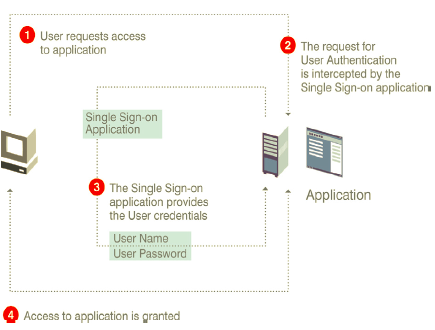 1 User requests access
to application
2 The request for
User Authentication
is intercepted by the
Single Sign-on application
Single Sign-on
Application
3 The Single Sign-on
application provides
the User credentials
User Name
User Password
Application
4 Access to application is granted